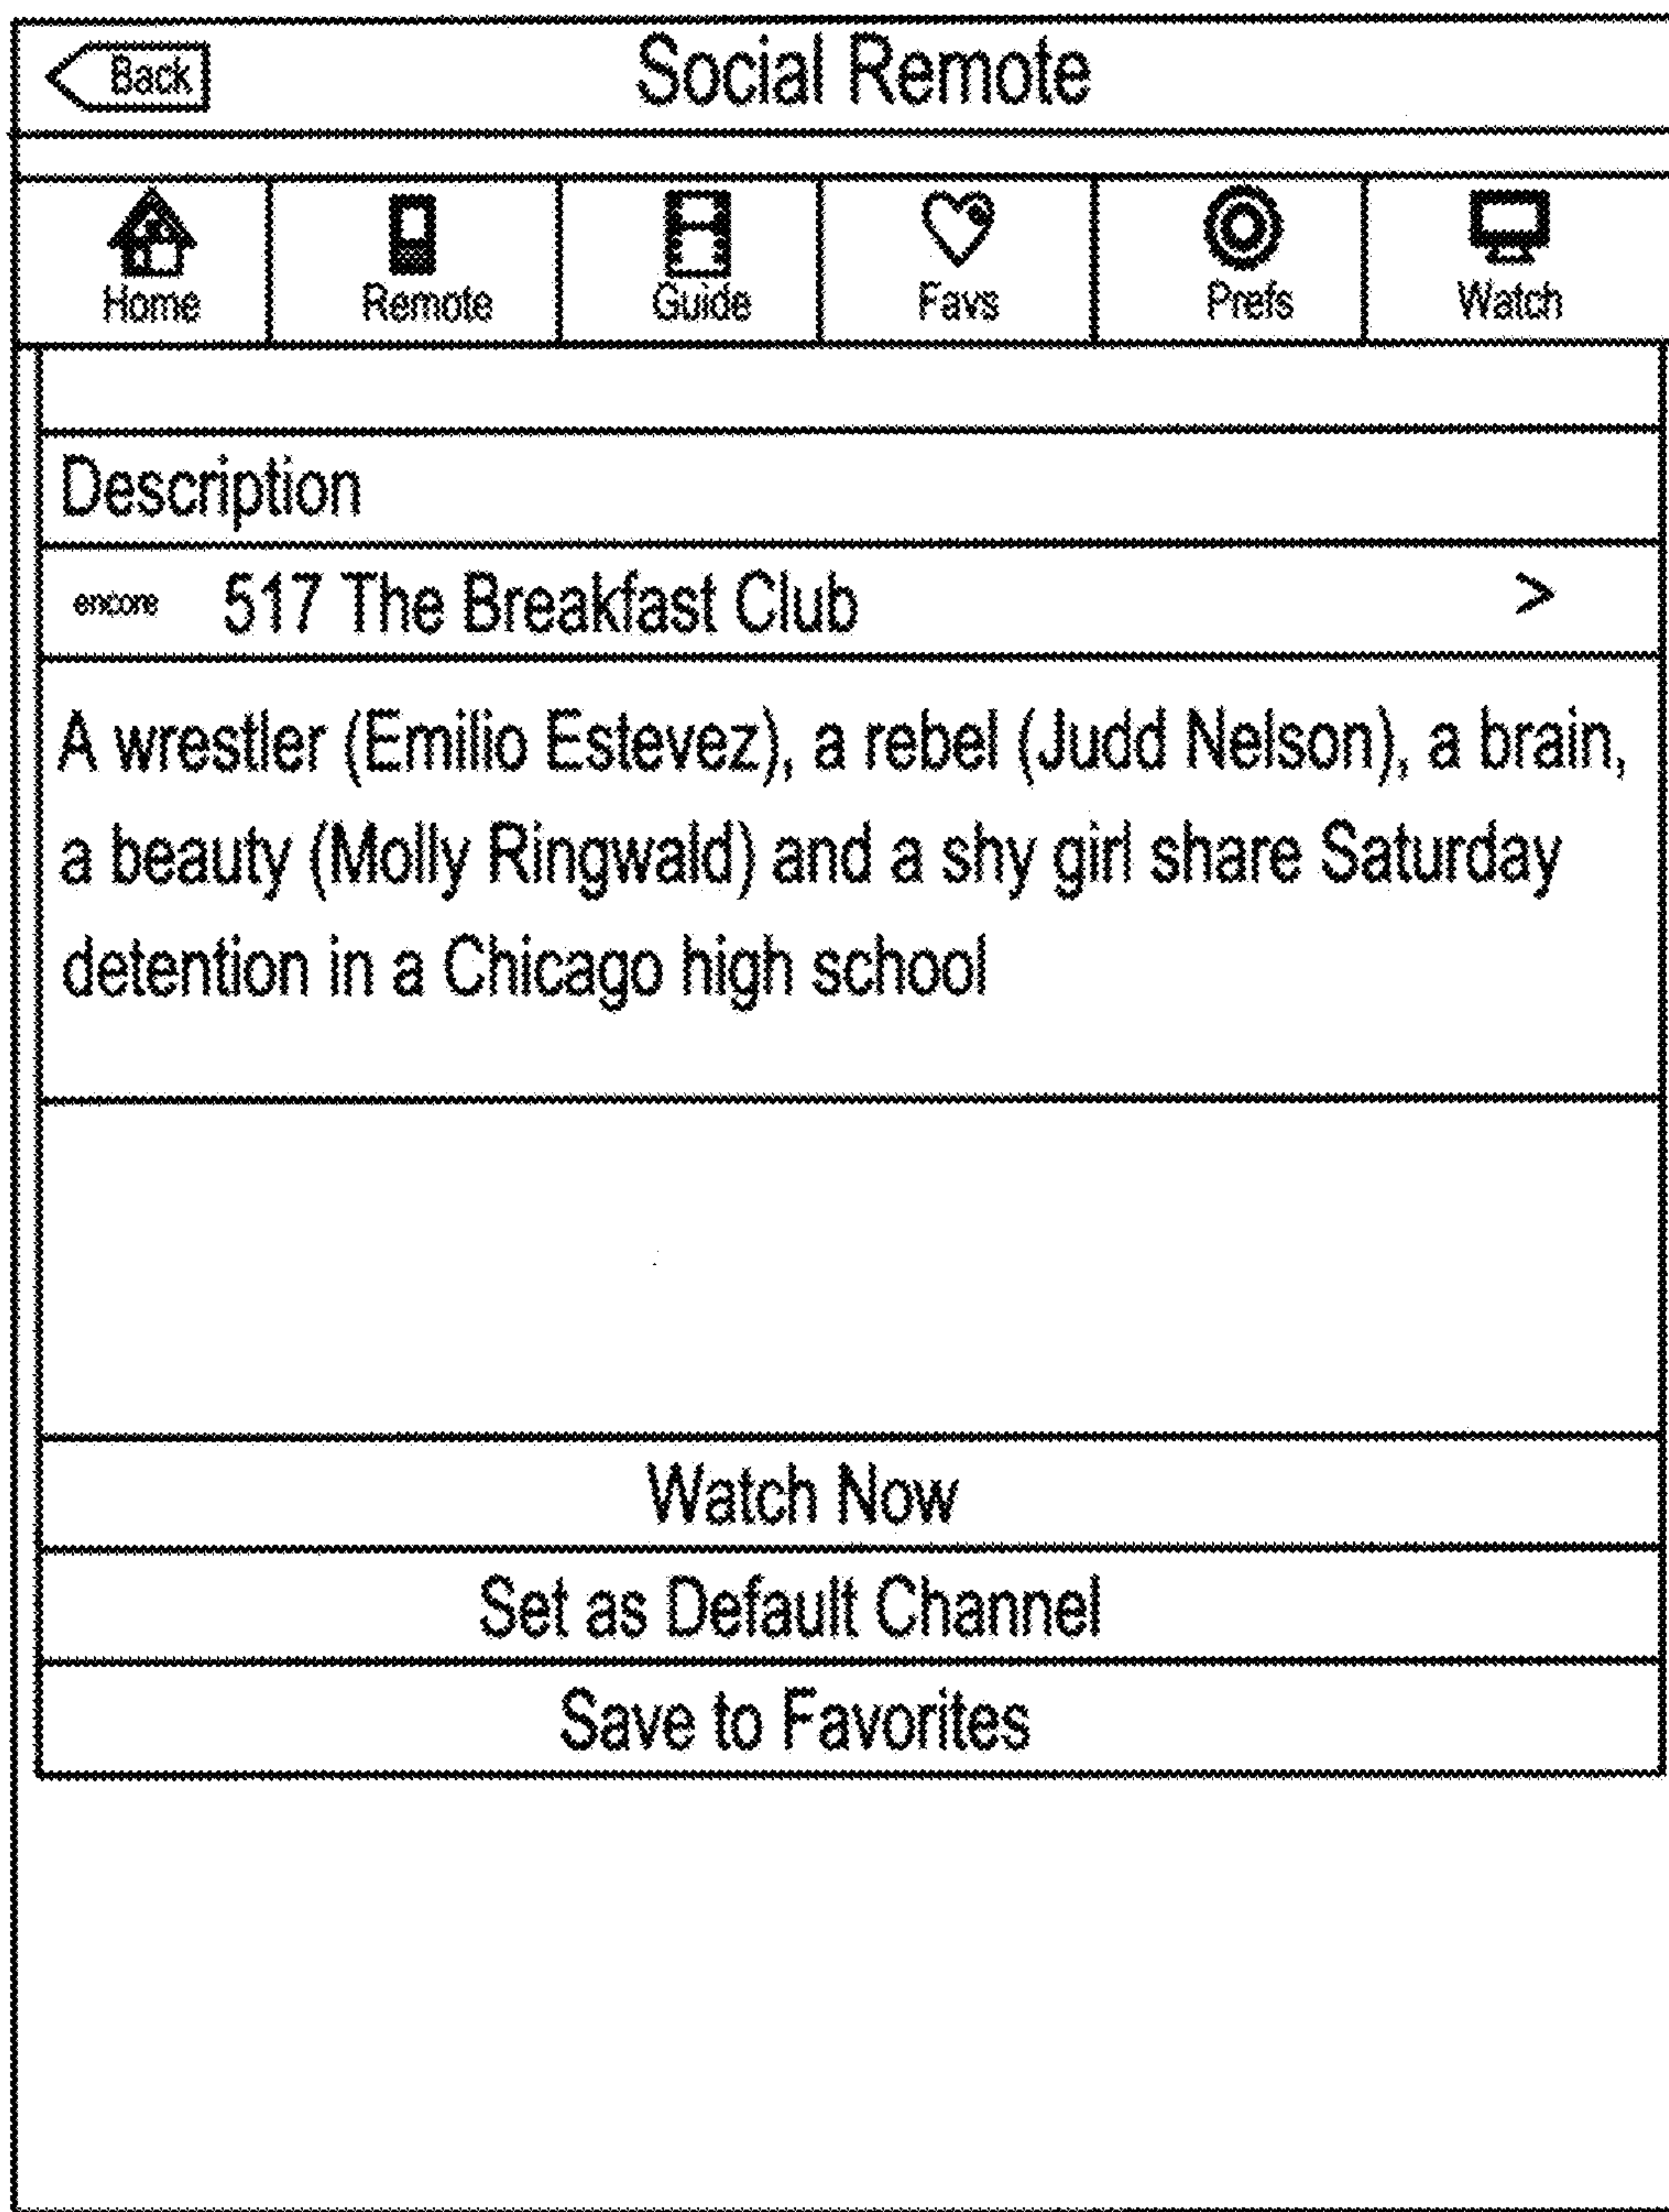 Back
Social Remote
Home Remote Guide Favs Prefs Watch
Description
encore 517 The Breakfast Club >
A wrestler (Emilio Estevez), a rebel (Judd Nelson), a brain,
a beauty (Molly Ringwald) and a shy girl share Saturday
detention in a Chicago high school
Watch Now
Set as Default Channel
Save to Favorites